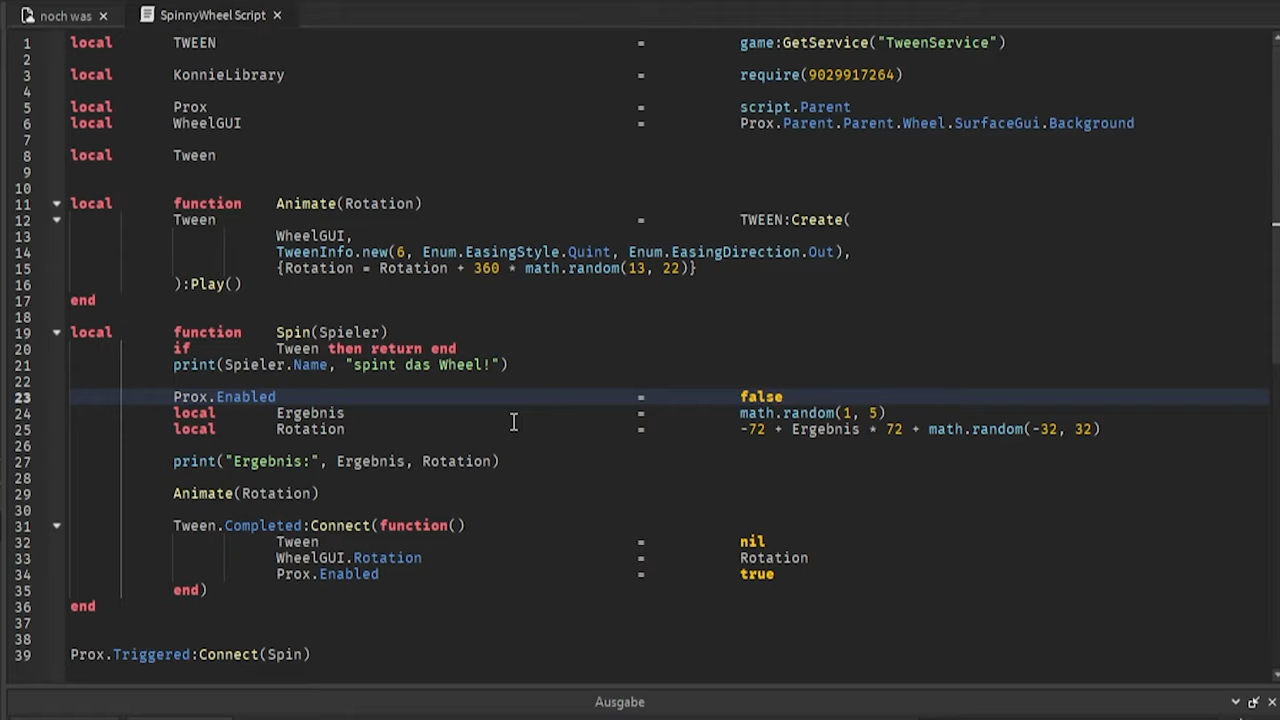 noch was × SpinnyWheel Script ×
1 local TWEEN = game:GetService("TweenService")
2
3 local KonnieLibrary = require(9029917264)
4
5 local Prox = script.Parent
6 local WheelGUI = Prox.Parent.Parent.Wheel.SurfaceGui.Background
7
8 local Tween
9
10
11 local function Animate(Rotation)
12 Tween = TWEEN:Create(
13 WheelGUI,
14 TweenInfo.new(6, Enum.EasingStyle.Quint, Enum.EasingDirection.Out),
15 {Rotation = Rotation + 360 * math.random(13, 22)}
16 ):Play()
17 end
18
19 local function Spin(Spieler)
20 if Tween then return end
21 print(Spieler.Name, "spint das Wheel!")
22
23 Prox.Enabled = false
24 local Ergebnis = math.random(1, 5)
25 local Rotation = -72 + Ergebnis * 72 + math.random(-32, 32)
26
27 print("Ergebnis:", Ergebnis, Rotation)
28
29 Animate(Rotation)
30
31 Tween.Completed:Connect(function()
32 Tween = nil
33 WheelGUI.Rotation = Rotation
34 Prox.Enabled = true
35 end)
36 end
37
38
39 Prox.Triggered:Connect(Spin)
Ausgabe